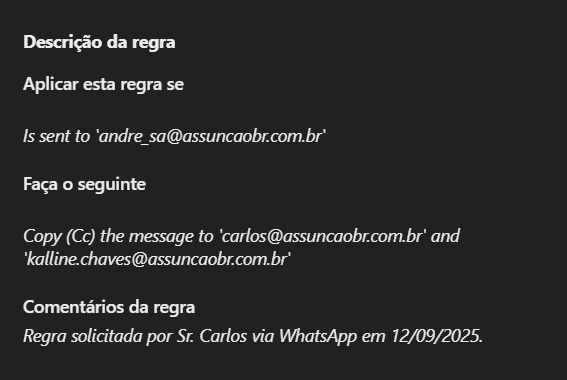 Descrição da regra
Aplicar esta regra se
Is sent to 'andre_sa@assuncaobr.com.br'
Faça o seguinte
Copy (Cc) the message to 'carlos@assuncaobr.com.br' and
'kalline.chaves@assuncaobr.com.br'
Comentários da regra
Regra solicitada por Sr. Carlos via WhatsApp em 12/09/2025.